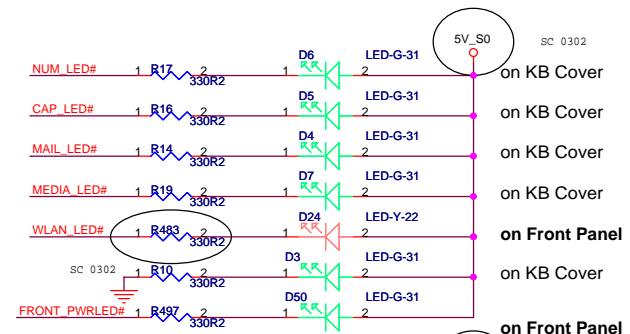 5V_S0 SC 0302
D6 LED-G-31
NUM_LED# 1 R17 2 330R2 1 2 on KB Cover
D5 LED-G-31
CAP_LED# 1 R16 2 330R2 1 2 on KB Cover
D4 LED-G-31
MAIL_LED# 1 R14 2 330R2 1 2 on KB Cover
D7 LED-G-31
MEDIA_LED# 1 R19 2 330R2 1 2 on KB Cover
D24 LED-Y-22
WLAN_LED# 1 R483 2 330R2 1 2 on Front Panel
D3 LED-G-31
SC 0302 1 R10 2 330R2 1 2 on KB Cover
D50 LED-G-31
FRONT_PWRLED# 1 R497 2 330R2 1 2 on Front Panel